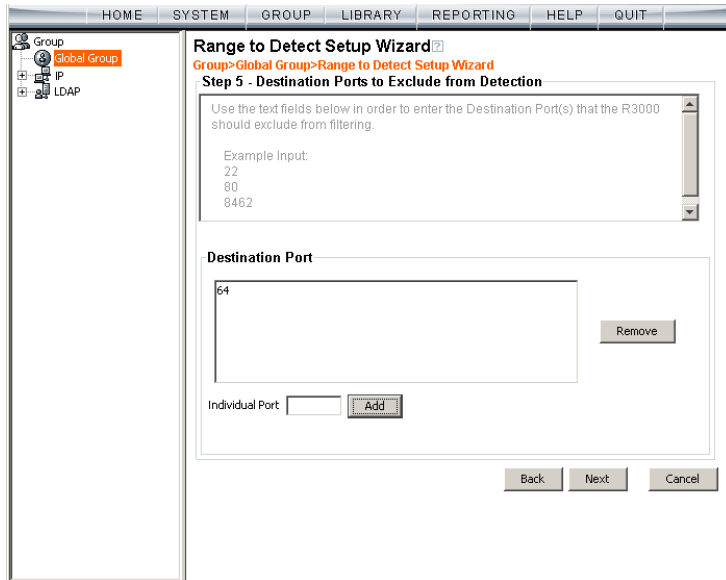 HOME SYSTEM GROUP LIBRARY REPORTING HELP QUIT
Group
Global Group
IP
LDAP
Range to Detect Setup Wizard?
Group>Global Group>Range to Detect Setup Wizard
Step 5 - Destination Ports to Exclude from Detection
Use the text fields below in order to enter the Destination Port(s) that the R3000
should exclude from filtering.
Example Input:
22
80
8462
Destination Port
64
Remove
Individual Port Add
Back Next Cancel